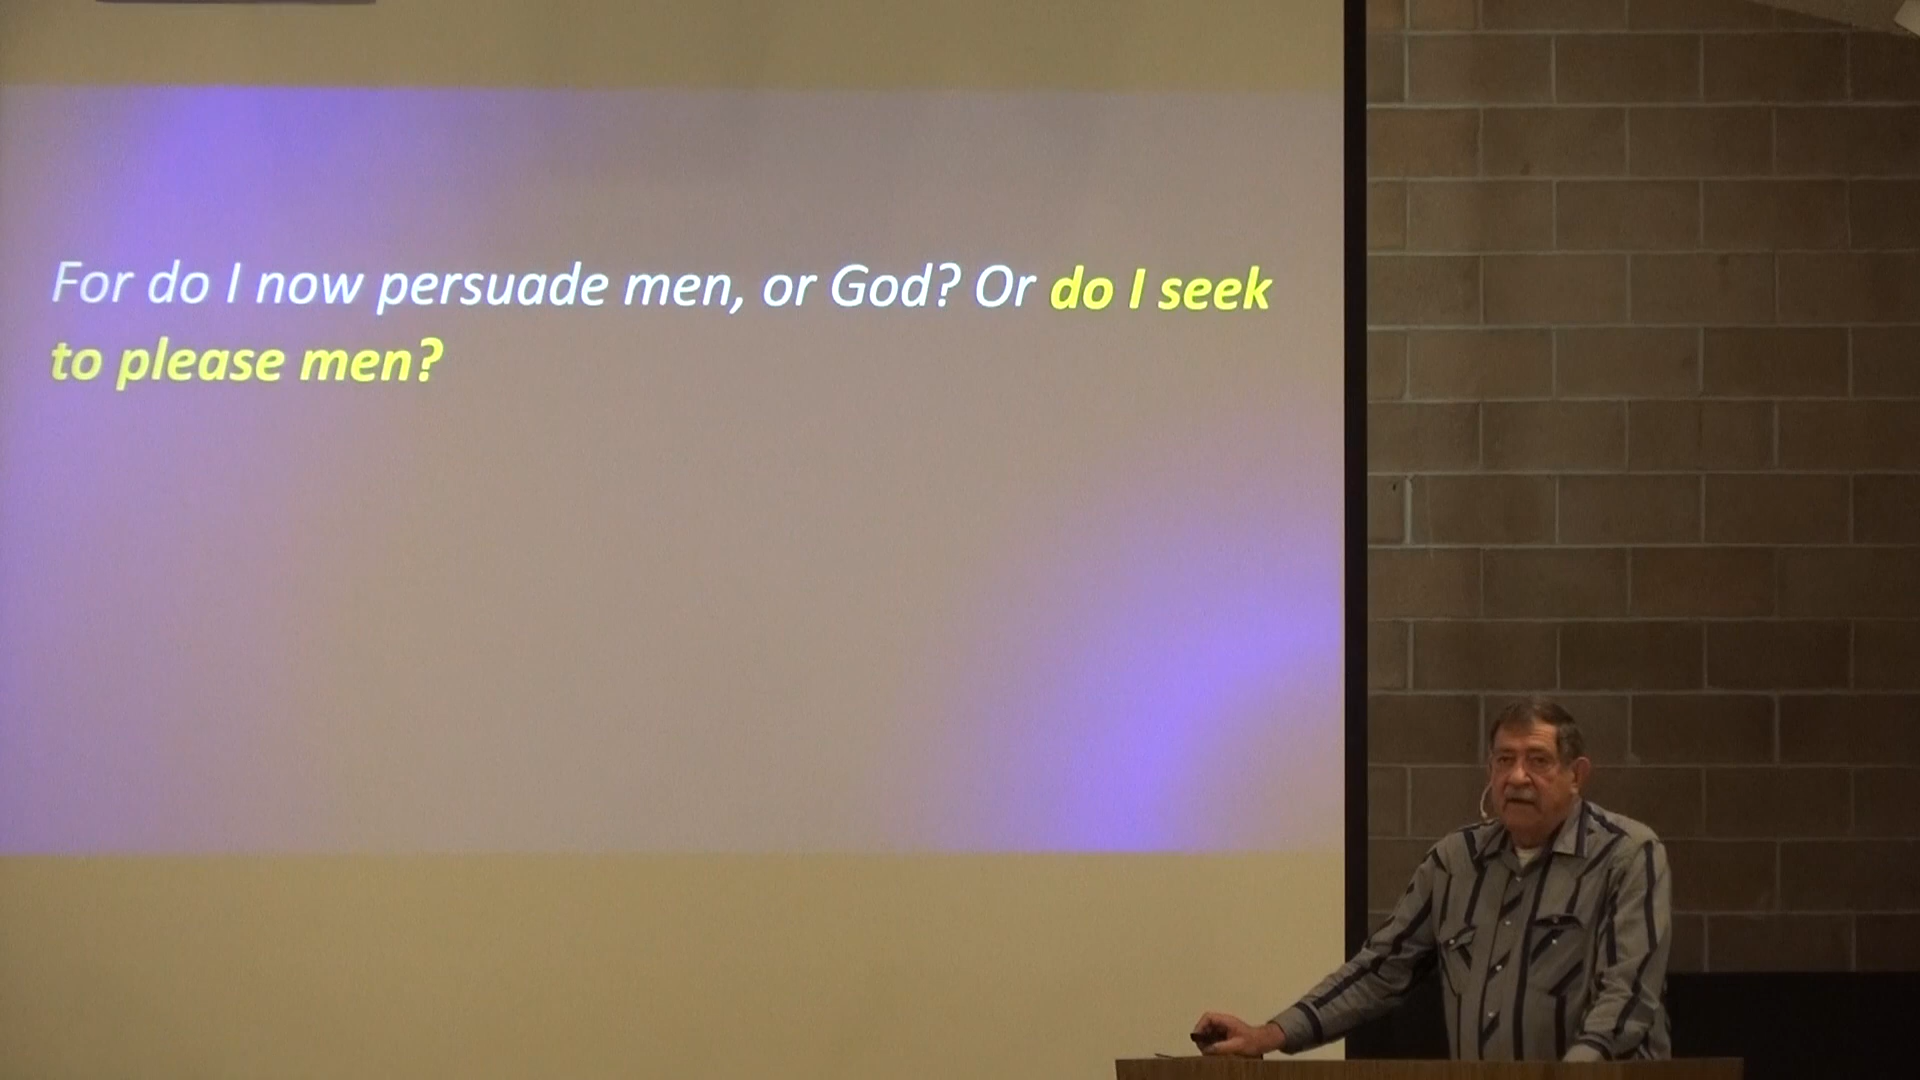 For do I now persuade men, or God? Or do I seek
to please men?